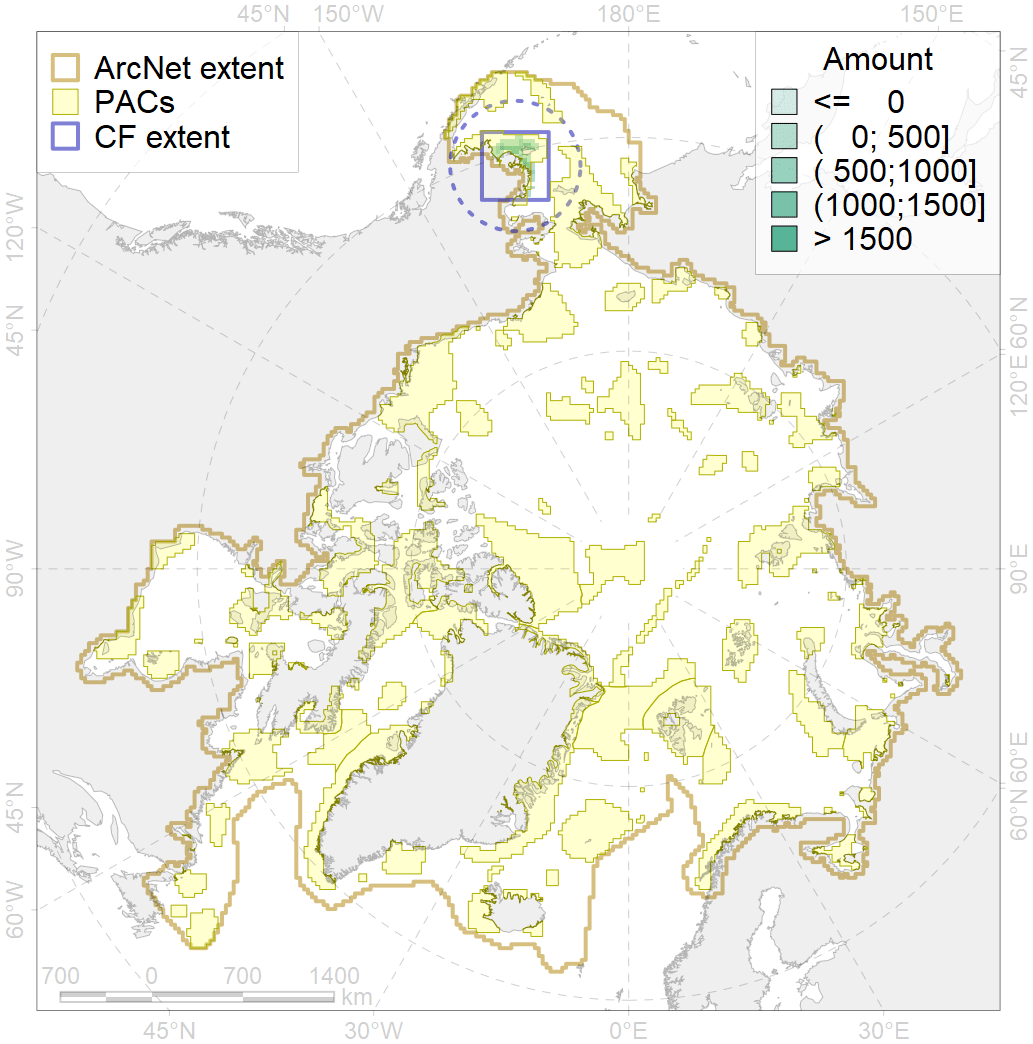 45°N 150°W 180°E 150°E
ArcNet extent
PACs
CF extent
Amount
<= 0
( 0; 500]
( 500;1000]
(1000;1500]
> 1500
45°N
120°W
45°N
90°W
45°N
60°W
60°N
120°E
90°E
60°E
60°N
700 0 700 1400
km
45°N 30°W 0°E 30°E